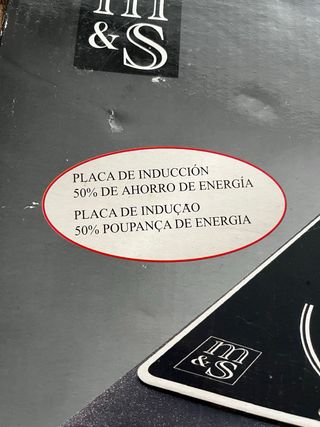 m
&S
PLACA DE INDUCCIÓN
50% DE AHORRO DE ENERGÍA
PLACA DE INDUÇAO
50% POUPANÇA DE ENERGIA
m
&S